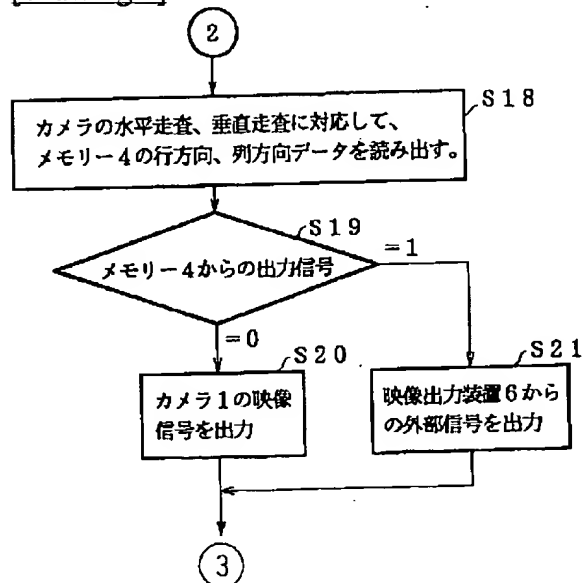 2
S18
カメラの水平走査、垂直走査に対応して、
メモリー4の行方向、列方向データを読み出す。
S19
メモリー4からの出力信号
=1
=0
S20
カメラ1の映像
信号を出力
S21
映像出力装置6から
の外部信号を出力
3